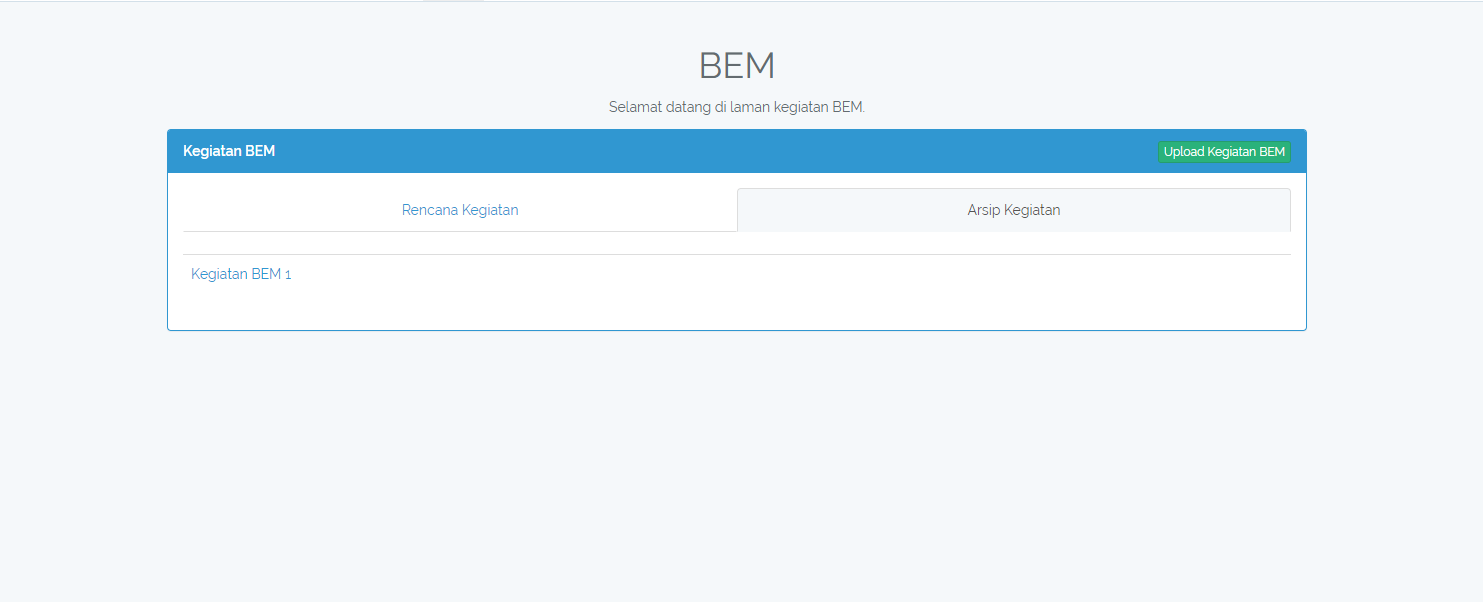 BEM
Selamat datang di laman kegiatan BEM.
Kegiatan BEM
Upload Kegiatan BEM
Rencana Kegiatan
Arsip Kegiatan
Kegiatan BEM 1